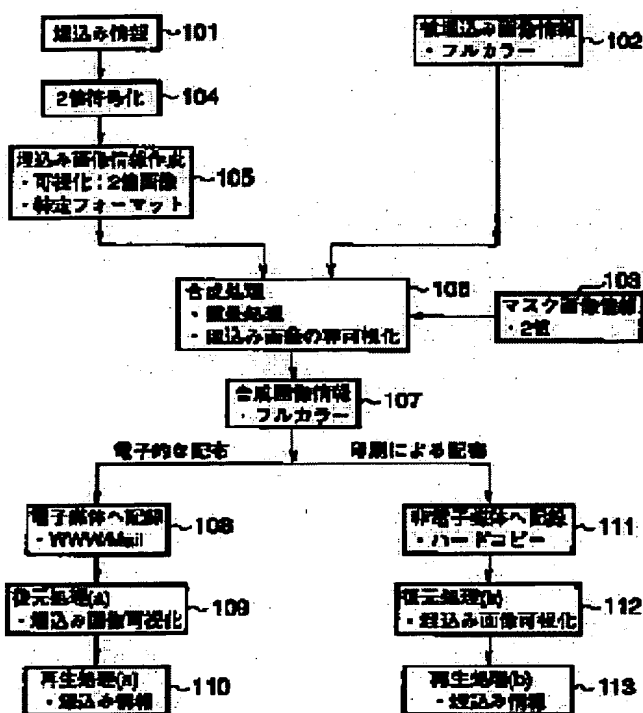 埋込み情報
101
被埋込み画像情報
・フルカラー
102
2値符号化
104
埋込み画像情報作成
・可視化:2値画像
・特定フォーマット
105
合成処理
・重畳処理
・埋込み画像の非可視化
106
103
マスク画像情報
・2値
合成画像情報
・フルカラー
107
電子的な配布
印刷による配布
電子媒体へ記録
・WWW/Mail
108
非電子媒体へ記録
・ハードコピー
111
復元処理(a)
・埋込み画像可視化
109
復元処理(b)
・埋込み画像可視化
112
再生処理(a)
・埋込み情報
110
再生処理(b)
・埋込み情報
113